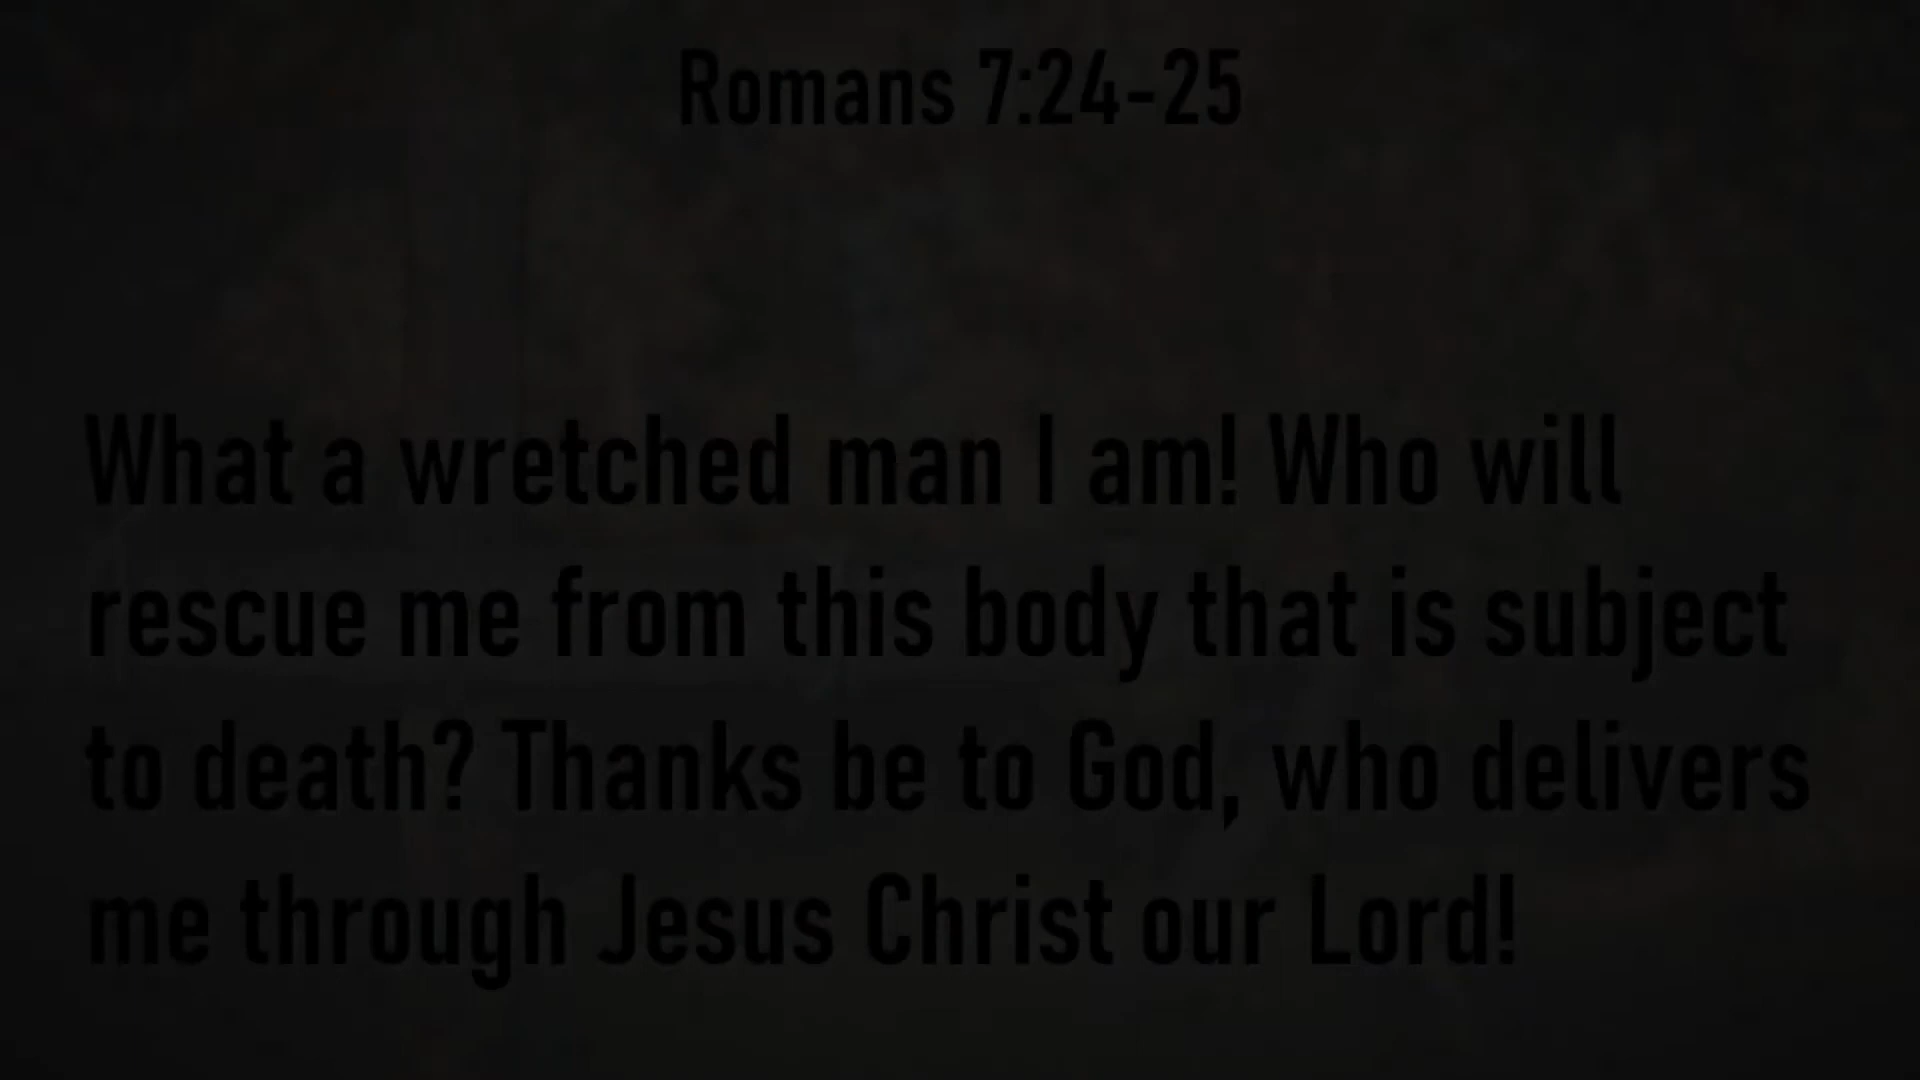 Romans 7:24-25
What a wretched man I am! Who will
rescue me from this body that is subject
to death? Thanks be to God, who delivers
me through Jesus Christ our Lord!